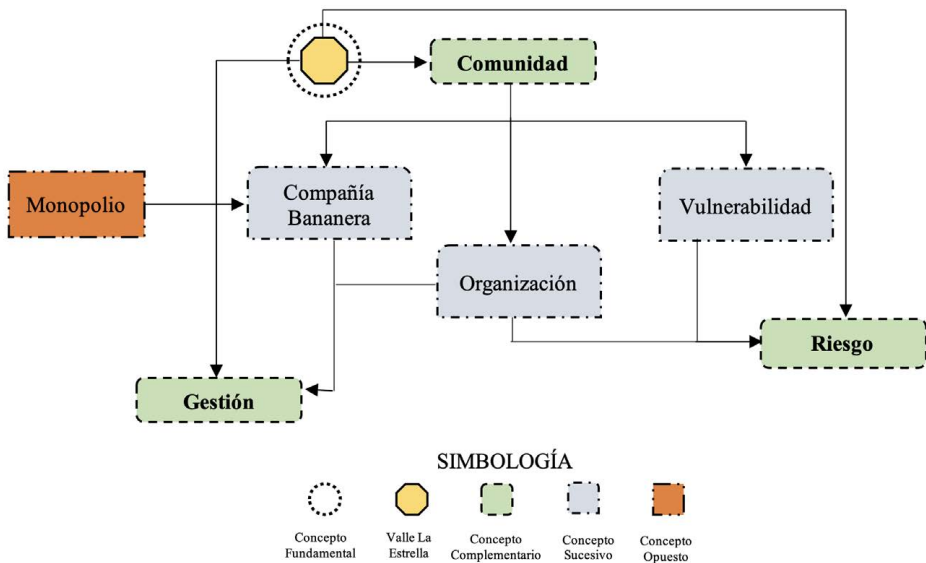 Comunidad
Monopolio
Compañía
Bananera
Vulnerabilidad
Organización
Riesgo
Gestión
SIMBOLOGÍA
Concepto
Fundamental
Valle La
Estrella
Concepto
Complementario
Concepto
Sucesivo
Concepto
Opuesto